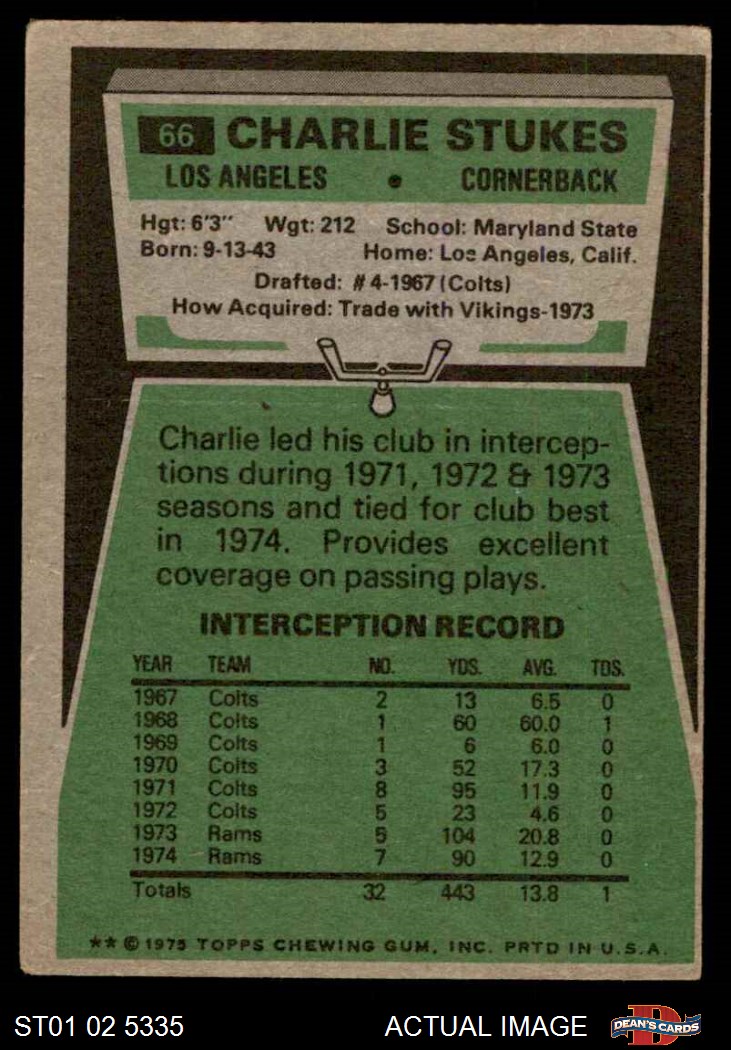 66 CHARLIE STUKES
LOS ANGELES • CORNERBACK
Hgt: 6'3" Wgt: 212 School: Maryland State
Born: 9-13-43 Home: Los Angeles, Calif.
Drafted: #4-1967 (Colts)
How Acquired: Trade with Vikings-1973
Charlie led his club in intercep-
tions during 1971, 1972 & 1973
seasons and tied for club best
in 1974. Provides excellent
coverage on passing plays.
INTERCEPTION RECORD
YEAR TEAM NO. YDS. AVG. TDS.
1967 Colts 2 13 6.5 0
1968 Colts 1 60 60.0 1
1969 Colts 1 6 6.0 0
1970 Colts 3 52 17.3 0
1971 Colts 8 95 11.9 0
1972 Colts 5 23 4.6 0
1973 Rams 5 104 20.8 0
1974 Rams 7 90 12.9 0
Totals 32 443 13.8 1
** © 1975 TOPPS CHEWING GUM, INC. PRTD IN U.S.A.
ST01 02 5335 ACTUAL IMAGE D DEAN'S CARDS